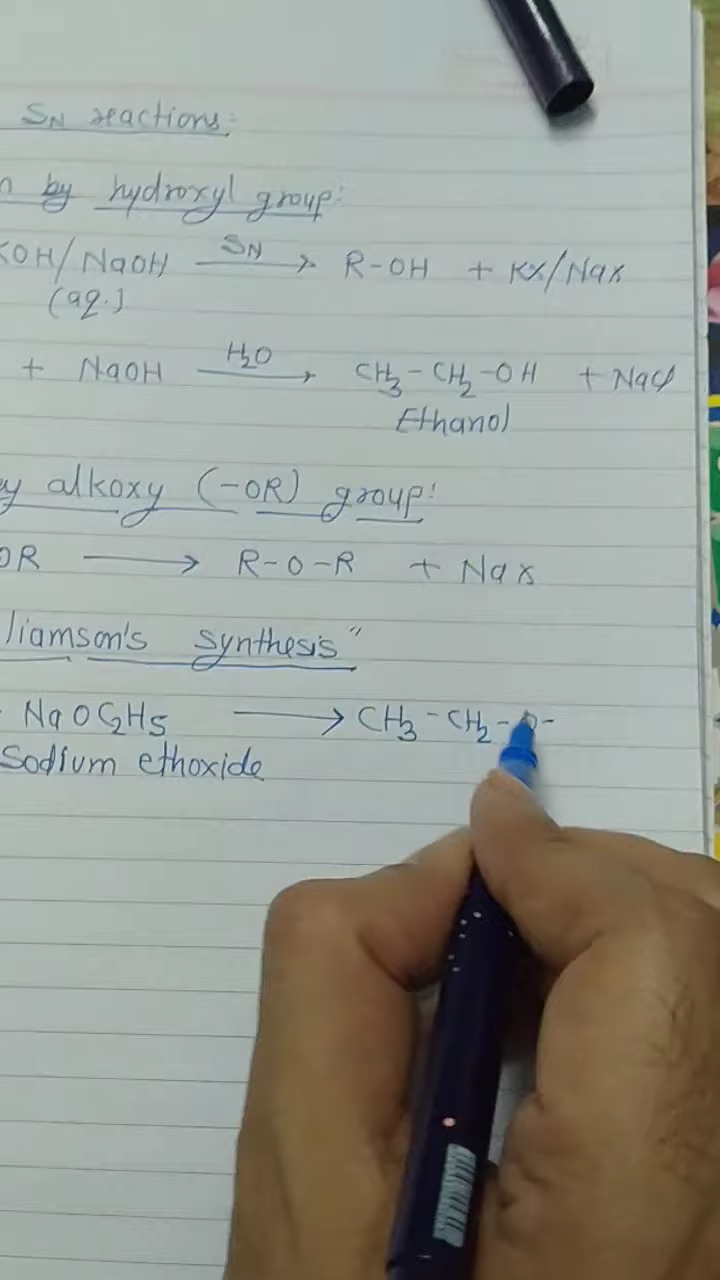 SN reactions:
n by hydroxyl group:
KOH/NaOH SN → R-OH + KX/NaX
(aq.)
+ NaOH H₂O → CH₃-CH₂-OH + NaCl
Ethanol
y alkoxy (-OR) group:
OR → R-O-R + NaX
liamson's synthesis"
NaOC₂H₅ → CH₃-CH₂-O-
Sodium ethoxide